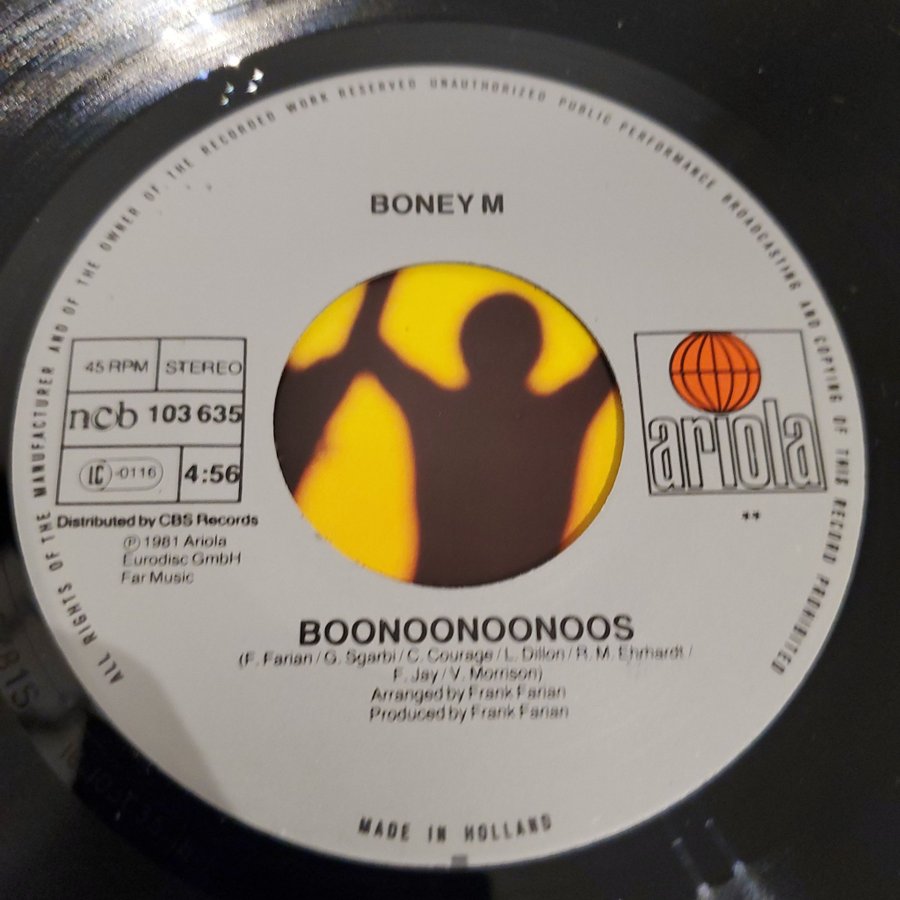 ALL RIGHTS OF THE MANUFACTURER AND OF THE OWNER OF THE RECORDED WORK RESERVED UNAUTHORIZED PUBLIC PERFORMANCE BROADCASTING AND COPYING OF THIS RECORD PROHIBITED
BONEY M
45 RPM STEREO
ncb 103 635
LC -0116 4:56
ariola
**
Distributed by CBS Records
℗ 1981 Ariola
Eurodisc GmbH
Far Music
BOONOONOONOOS
(F. Farian / G. Sgarbi / C. Courage / L. Dillon / R. M. Ehrhardt /
F. Jay / V. Morrison)
Arranged by Frank Farian
Produced by Frank Farian
MADE IN HOLLAND